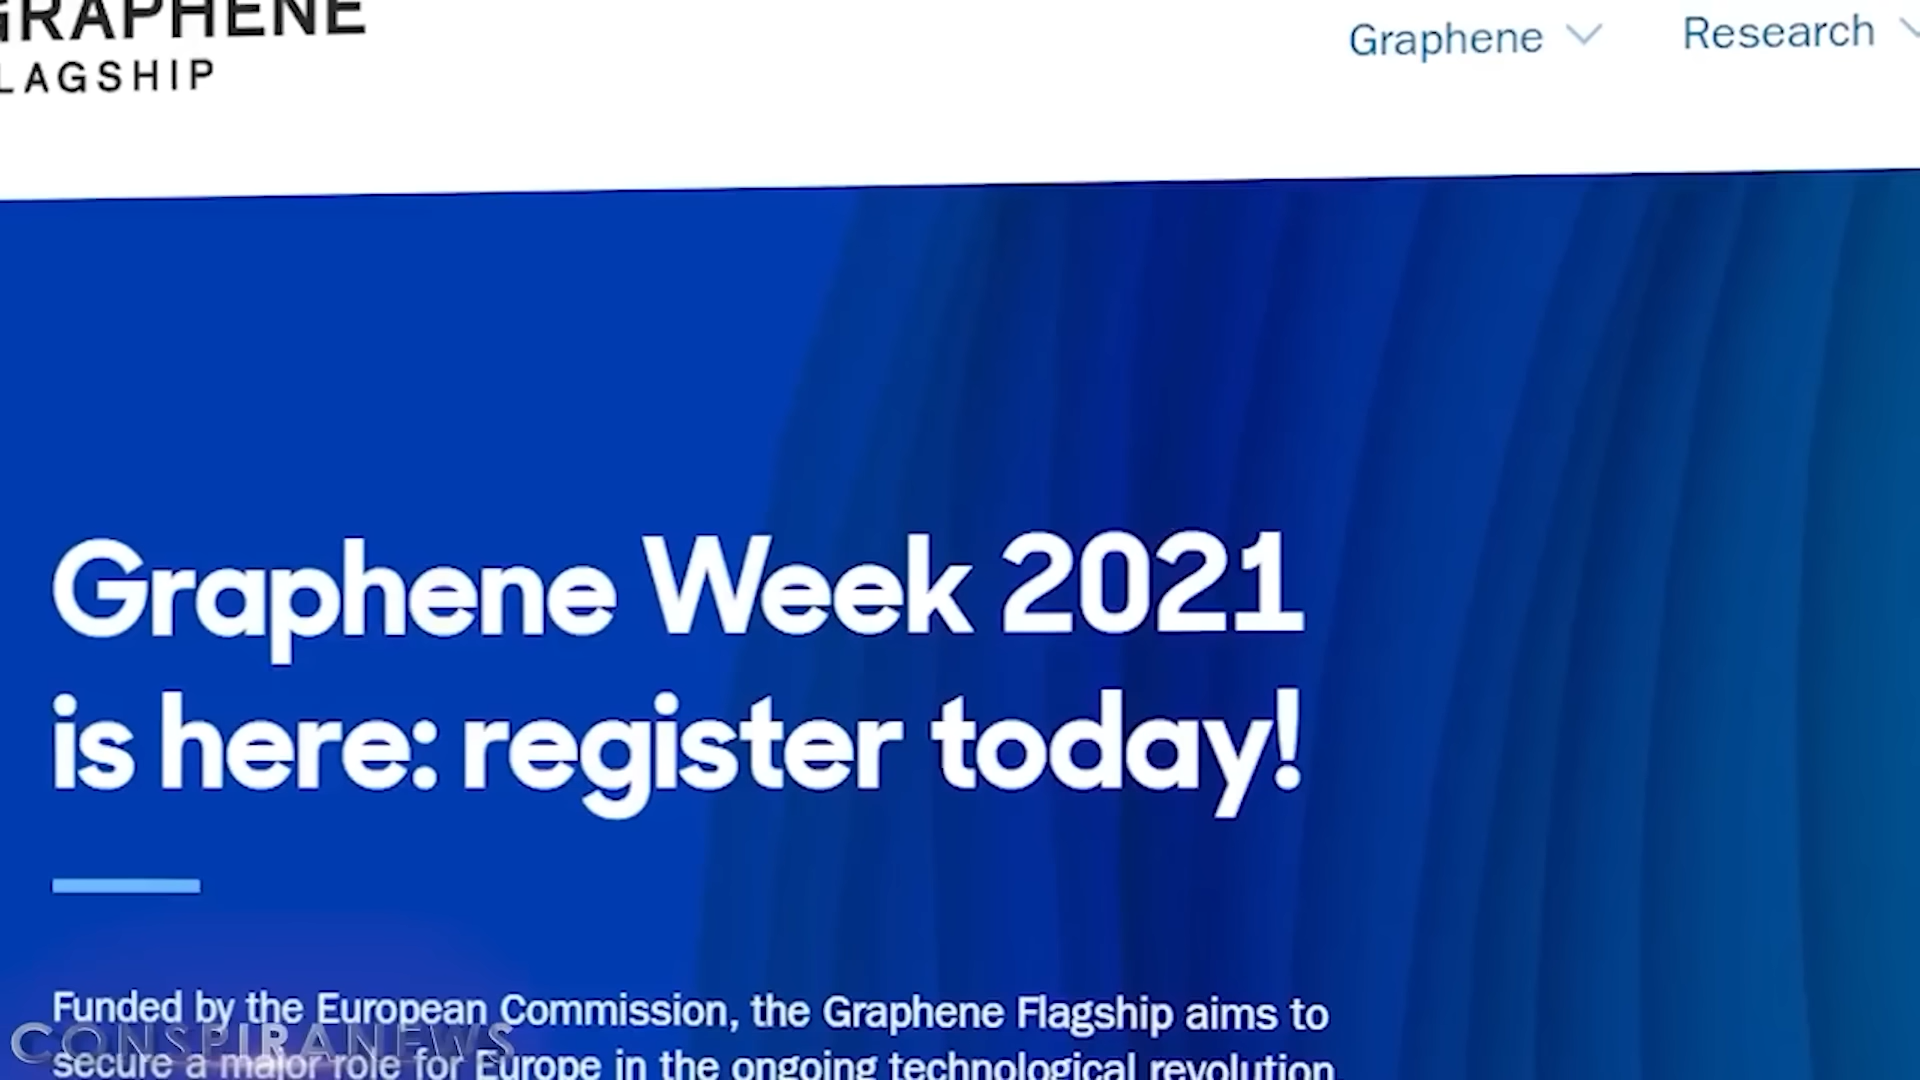 GRAPHENE
FLAGSHIP
Graphene
Research
Graphene Week 2021
is here: register today!
Funded by the European Commission, the Graphene Flagship aims to
CONSPIRANEWS
secure a major role for Europe in the ongoing technological revolution